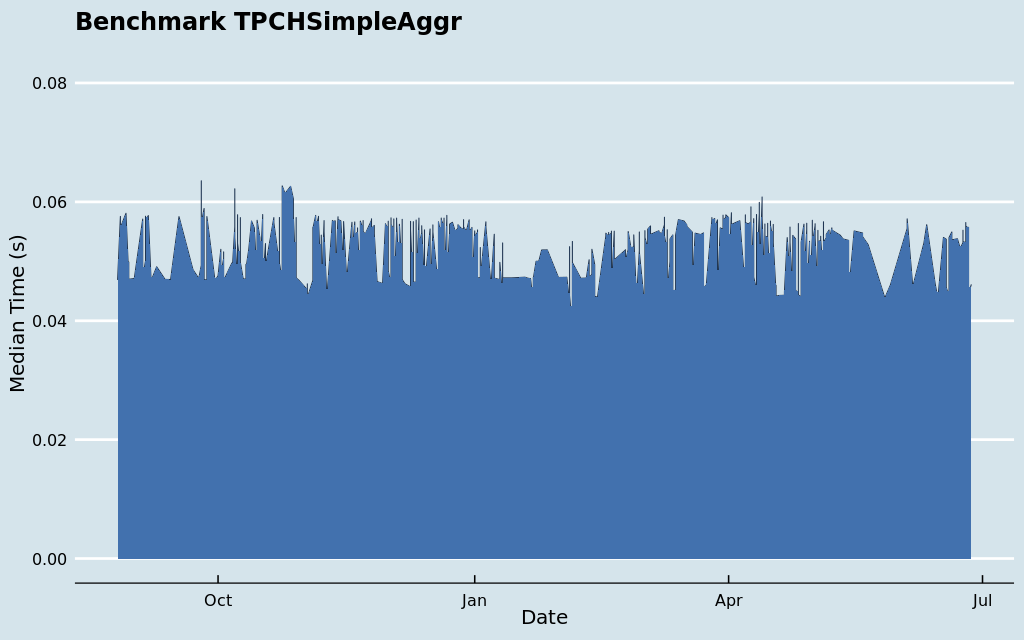 Benchmark TPCHSimpleAggr
Median Time (s)
0.08
0.06
0.04
0.02
0.00
Oct
Jan
Apr
Jul
Date